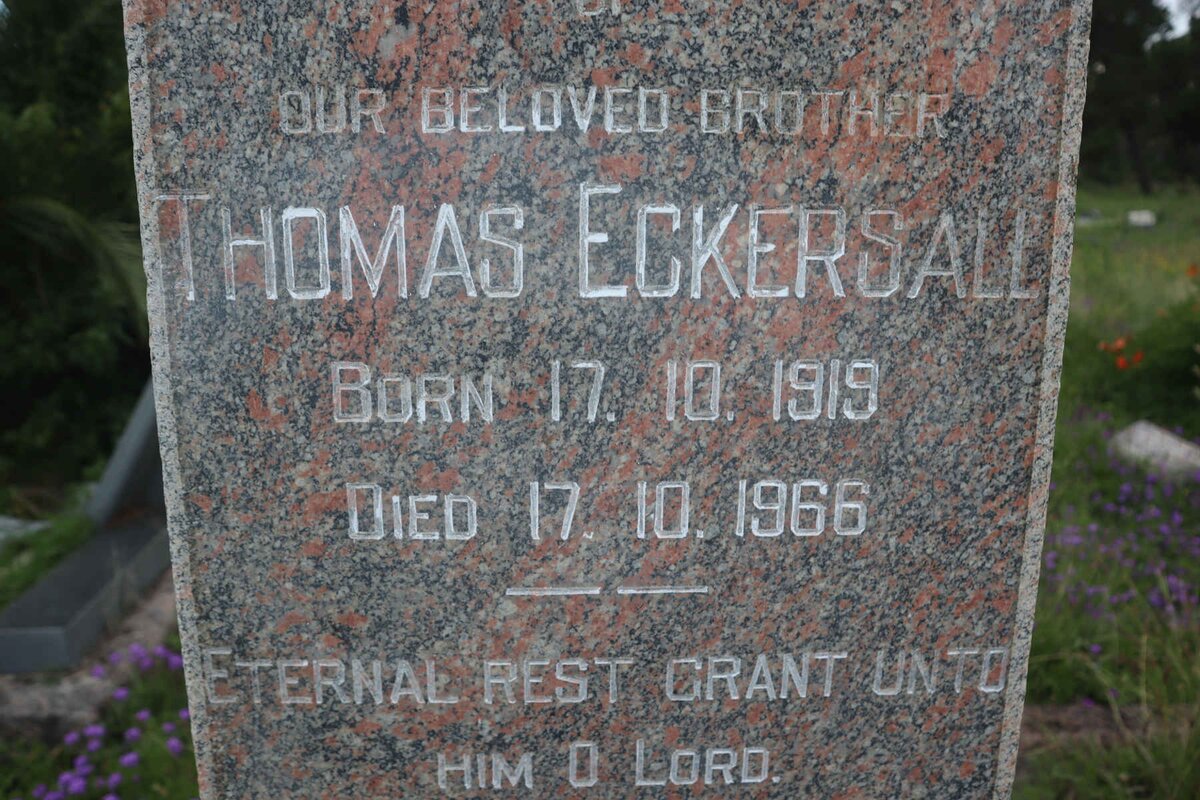 OF
OUR BELOVED BROTHER
THOMAS ECKERSALL
BORN 17. 10. 1919
DIED 17. 10. 1966
ETERNAL REST GRANT UNTO
HIM O LORD.